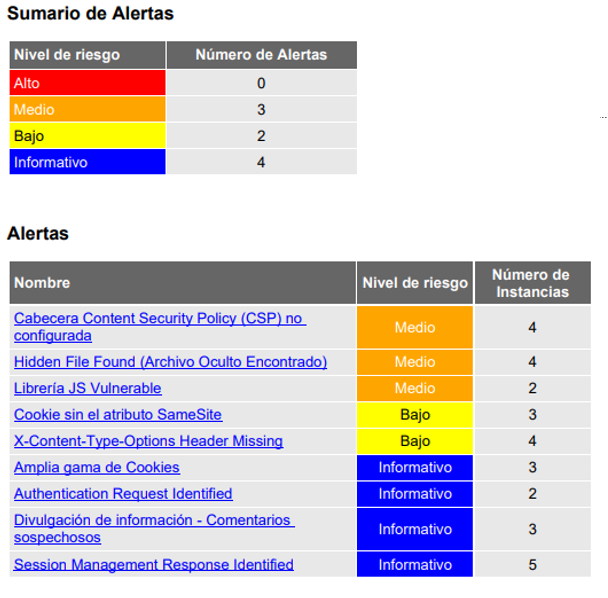 Sumario de Alertas
Nivel de riesgo Número de Alertas
Alto 0
Medio 3
Bajo 2
Informativo 4
Alertas
Nombre Nivel de riesgo Número de
Instancias
Cabecera Content Security Policy (CSP) no
configurada Medio 4
Hidden File Found (Archivo Oculto Encontrado) Medio 4
Librería JS Vulnerable Medio 2
Cookie sin el atributo SameSite Bajo 3
X-Content-Type-Options Header Missing Bajo 4
Amplia gama de Cookies Informativo 3
Authentication Request Identified Informativo 2
Divulgación de información - Comentarios
sospechosos Informativo 3
Session Management Response Identified Informativo 5